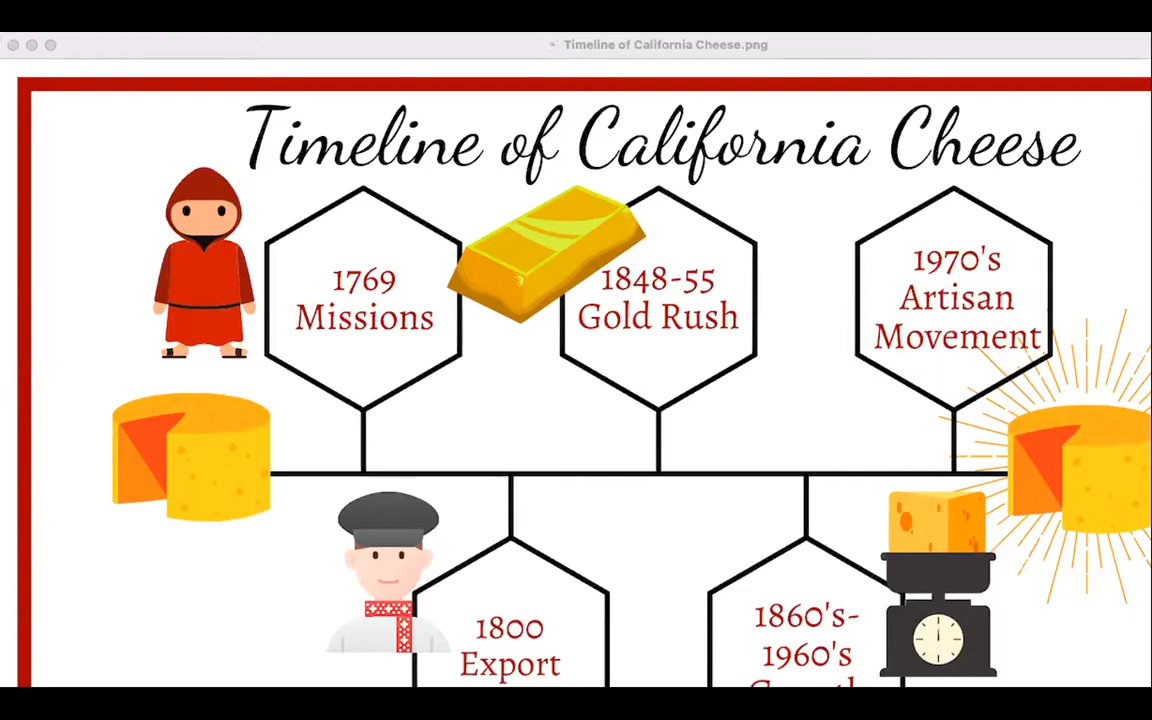 Timeline of California Cheese.png
Timeline of California Cheese
1769
Missions
1848-55
Gold Rush
1970's
Artisan
Movement
1800
Export
1860's-
1960's